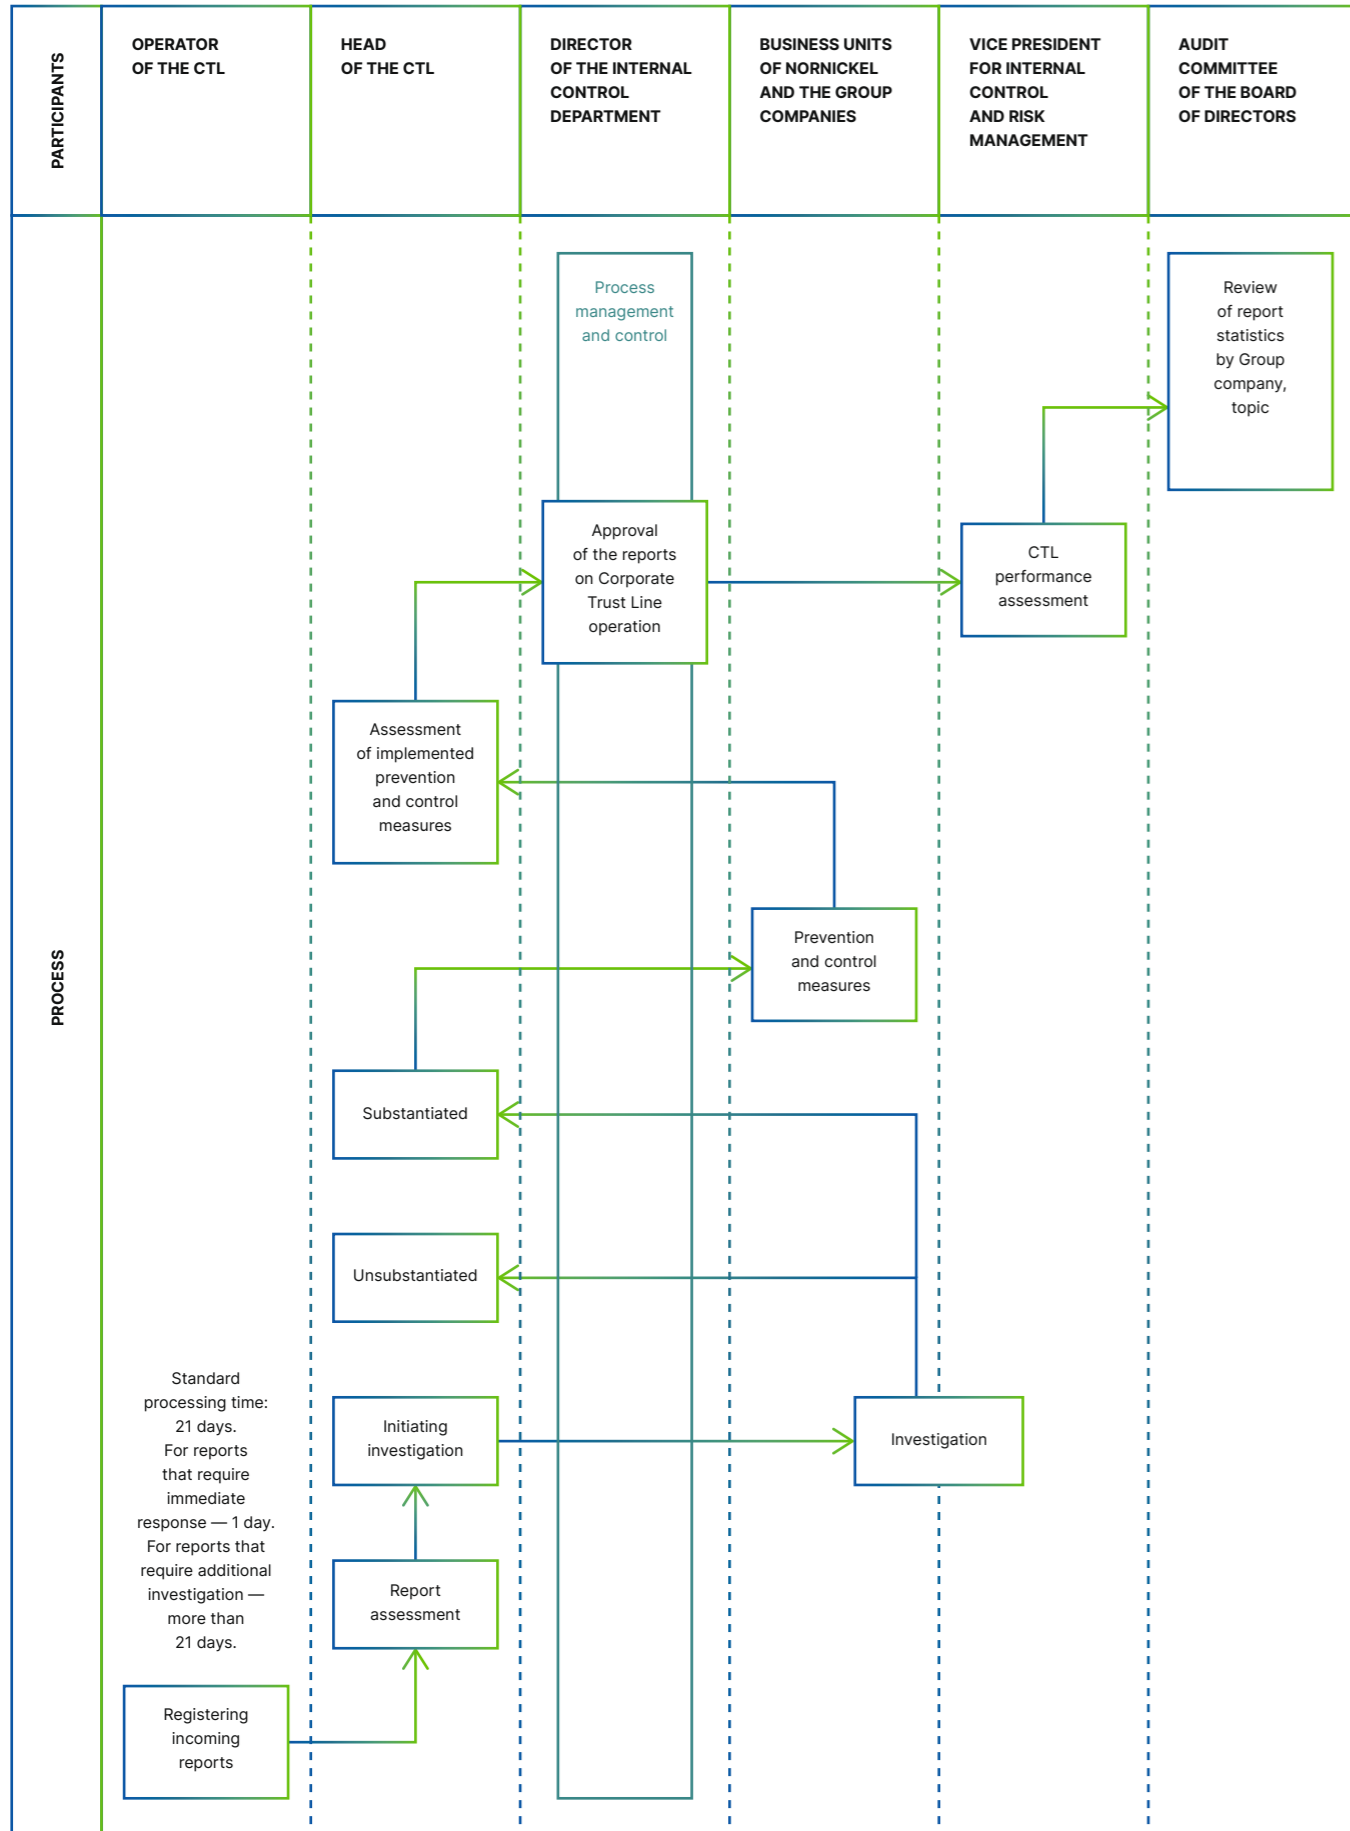 PARTICIPANTS
OPERATOR
OF THE CTL
HEAD
OF THE CTL
DIRECTOR
OF THE INTERNAL
CONTROL
DEPARTMENT
BUSINESS UNITS
OF NORNICKEL
AND THE GROUP
COMPANIES
VICE PRESIDENT
FOR INTERNAL
CONTROL
AND RISK
MANAGEMENT
AUDIT
COMMITTEE
OF THE BOARD
OF DIRECTORS
PROCESS
Process
management
and control
Review
of report
statistics
by Group
company,
topic
Approval
of the reports
on Corporate
Trust Line
operation
CTL
performance
assessment
Assessment
of implemented
prevention
and control
measures
Prevention
and control
measures
Substantiated
Unsubstantiated
Standard
processing time:
21 days.
For reports
that require
immediate
response — 1 day.
For reports that
require additional
investigation —
more than
21 days.
Initiating
investigation
Investigation
Report
assessment
Registering
incoming
reports